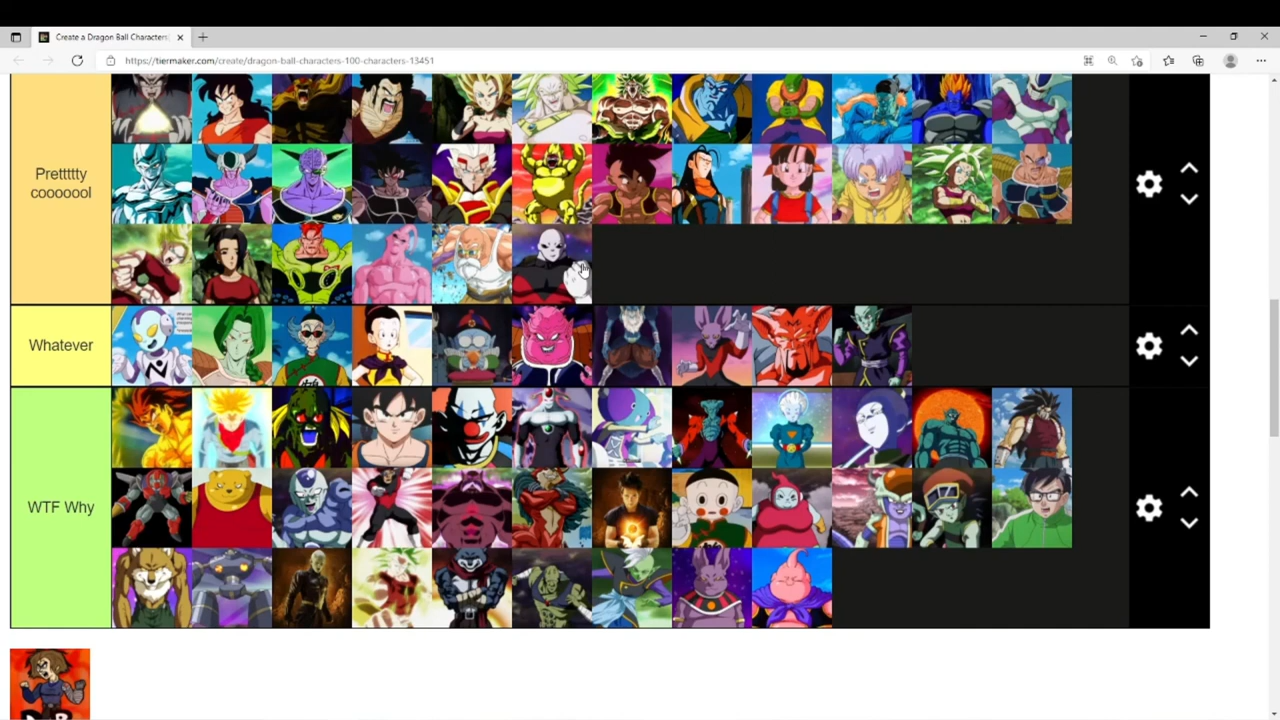 Create a Dragon Ball Characters
https://tiermaker.com/create/dragon-ball-characters-100-characters-13451
Prettttty
cooooool
Whatever
WTF Why